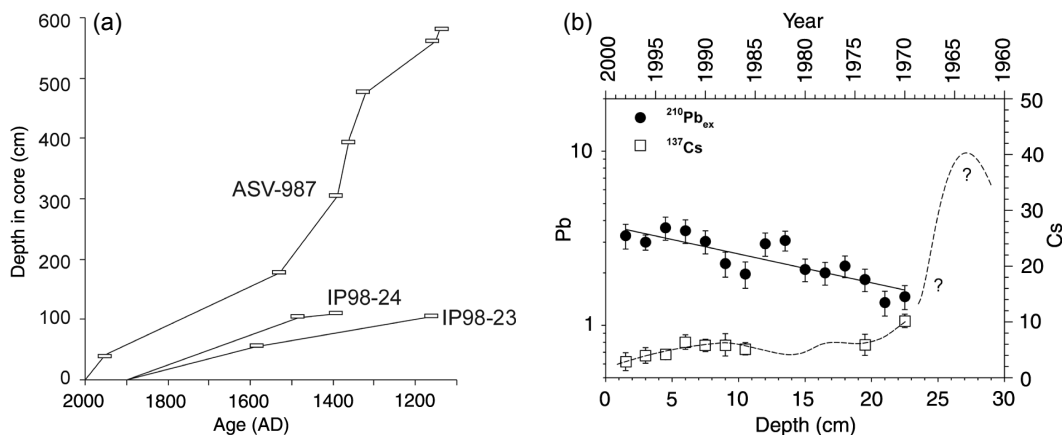 (a)
600
500
400
300
200
100
0
Depth in core (cm)
ASV-987
IP98-24
IP98-23
2000 1800 1600 1400 1200
Age (AD)
(b)
Year
2000 1995 1990 1985 1980 1975 1970 1965 1960
²¹⁰Pbₑₓ
¹³⁷Cs
10
1
Pb
?
?
50
40
30
20
10
0
Cs
0 5 10 15 20 25 30
Depth (cm)